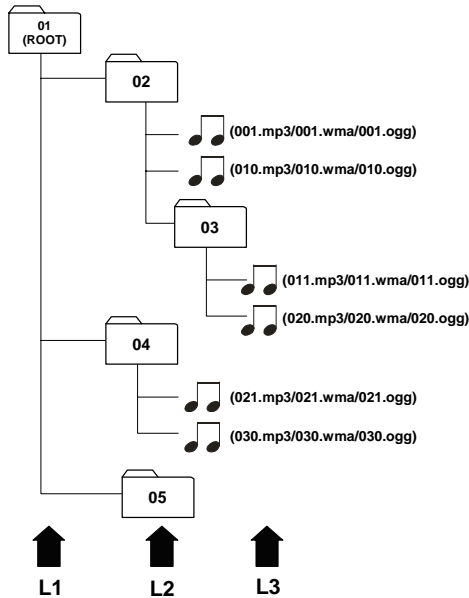 01
(ROOT)
02
(001.mp3/001.wma/001.ogg)
(010.mp3/010.wma/010.ogg)
03
(011.mp3/011.wma/011.ogg)
(020.mp3/020.wma/020.ogg)
04
(021.mp3/021.wma/021.ogg)
(030.mp3/030.wma/030.ogg)
05
L1 L2 L3